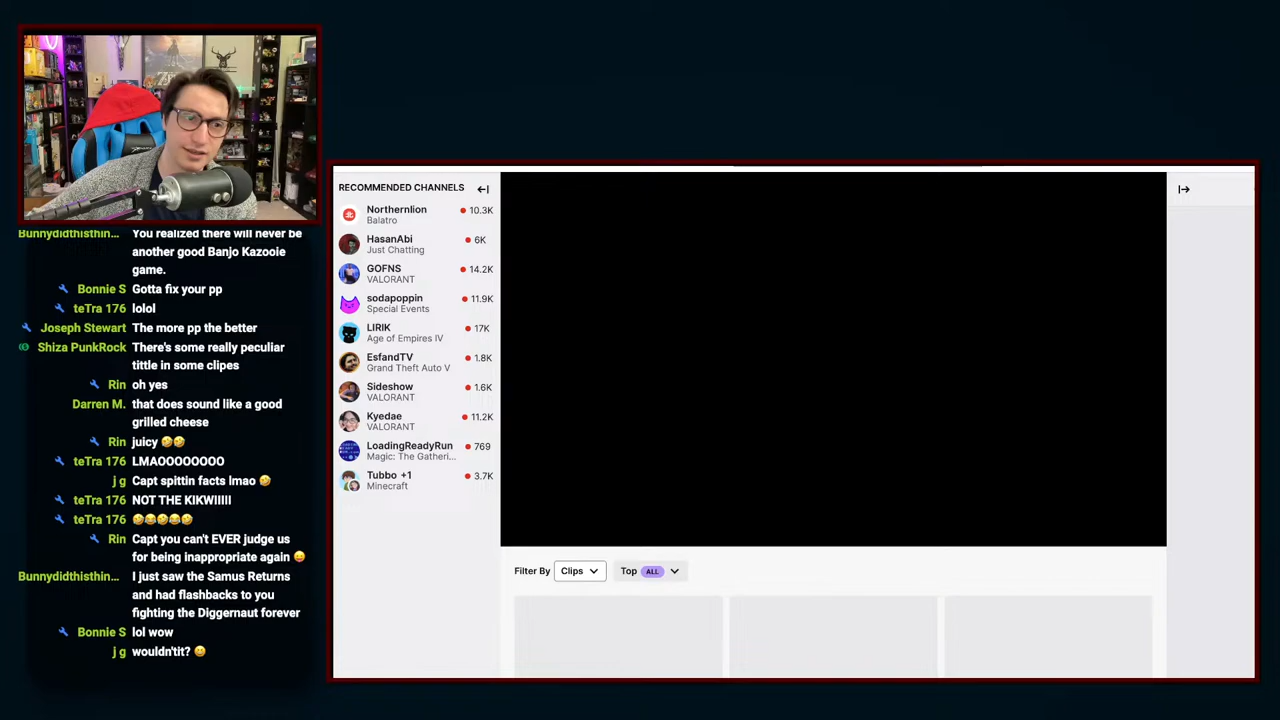 Bunnydidthisthin... You realized there will never be
another good Banjo Kazooie
game.
Bonnie S Gotta fix your pp
teTra 176 lolol
Joseph Stewart The more pp the better
Shiza PunkRock There's some really peculiar
tittle in some clipes
Rin oh yes
Darren M. that does sound like a good
grilled cheese
Rin juicy 🤣🤣
teTra 176 LMAOOOOOOOO
j g Capt spittin facts lmao 🤣
teTra 176 NOT THE KIKWIIIII
teTra 176 🤣😂🤣😂🤣
Rin Capt you can't EVER judge us
for being inappropriate again 😄
Bunnydidthisthin... I just saw the Samus Returns
and had flashbacks to you
fighting the Diggernaut forever
Bonnie S lol wow
j g wouldn'tit? 😄
RECOMMENDED CHANNELS
Northernlion 10.3K
Balatro
HasanAbi 6K
Just Chatting
GOFNS 14.2K
VALORANT
sodapoppin 11.9K
Special Events
LIRIK 17K
Age of Empires IV
EsfandTV 1.8K
Grand Theft Auto V
Sideshow 1.6K
VALORANT
Kyedae 11.2K
VALORANT
LoadingReadyRun 769
Magic: The Gatheri...
Tubbo +1 3.7K
Minecraft
Filter By Clips Top ALL